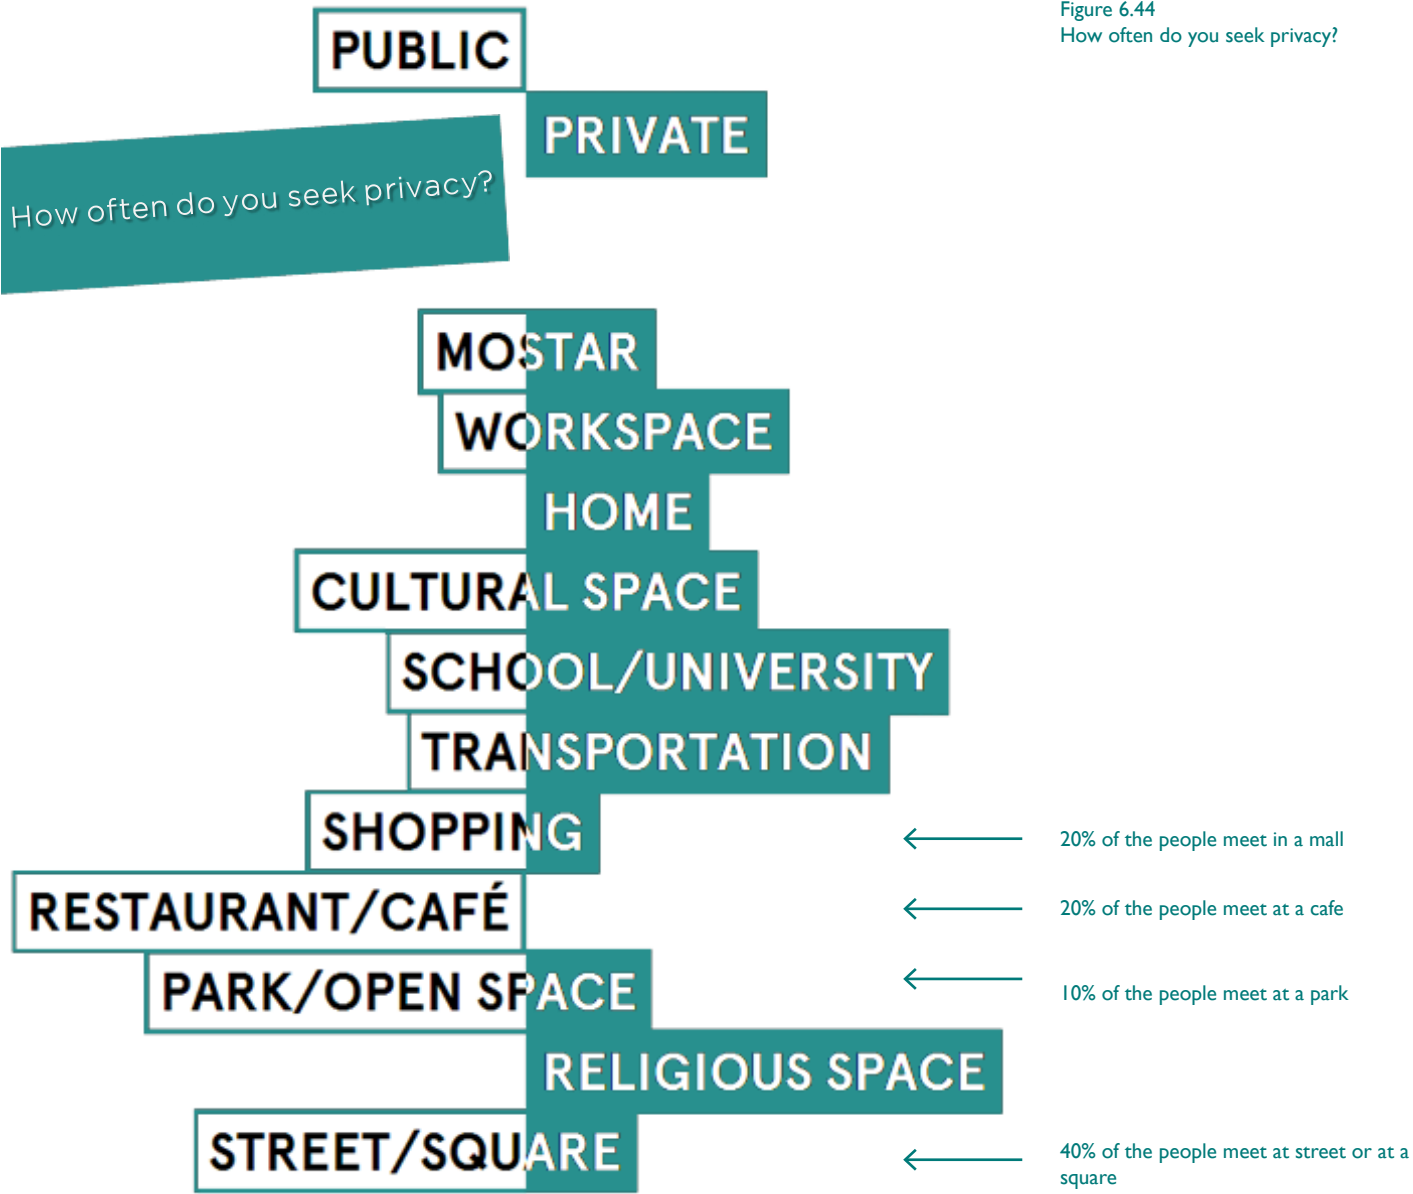 Figure 6.44
How often do you seek privacy?
PUBLIC
PRIVATE
How often do you seek privacy?
MOSTAR
WORKSPACE
HOME
CULTURAL SPACE
SCHOOL/UNIVERSITY
TRANSPORTATION
SHOPPING
20% of the people meet in a mall
RESTAURANT/CAFÉ
20% of the people meet at a cafe
PARK/OPEN SPACE
10% of the people meet at a park
RELIGIOUS SPACE
STREET/SQUARE
40% of the people meet at street or at a
square